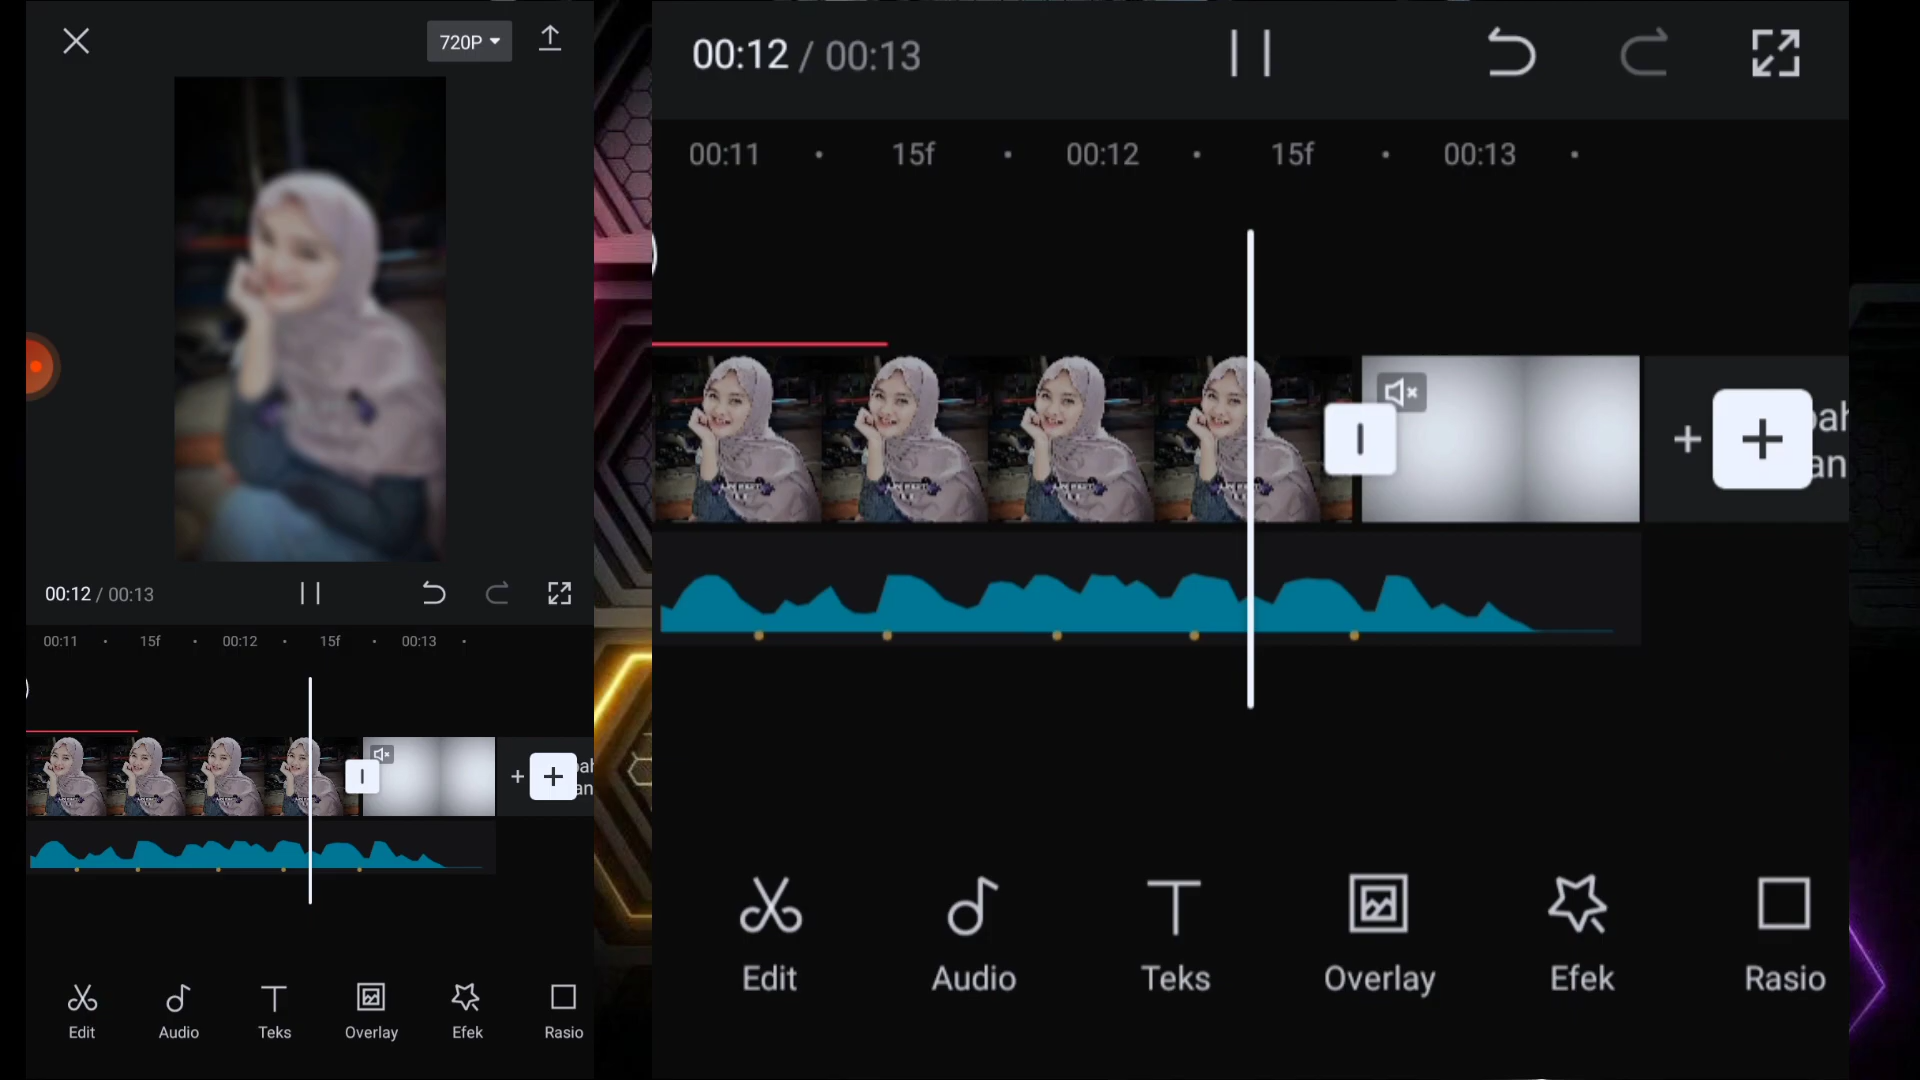 720P
00:12 / 00:13
00:11 15f 00:12 15f 00:13
Edit Audio Teks Overlay Efek Rasio
00:12 / 00:13
00:11 15f 00:12 15f 00:13
Edit Audio Teks Overlay Efek Rasio